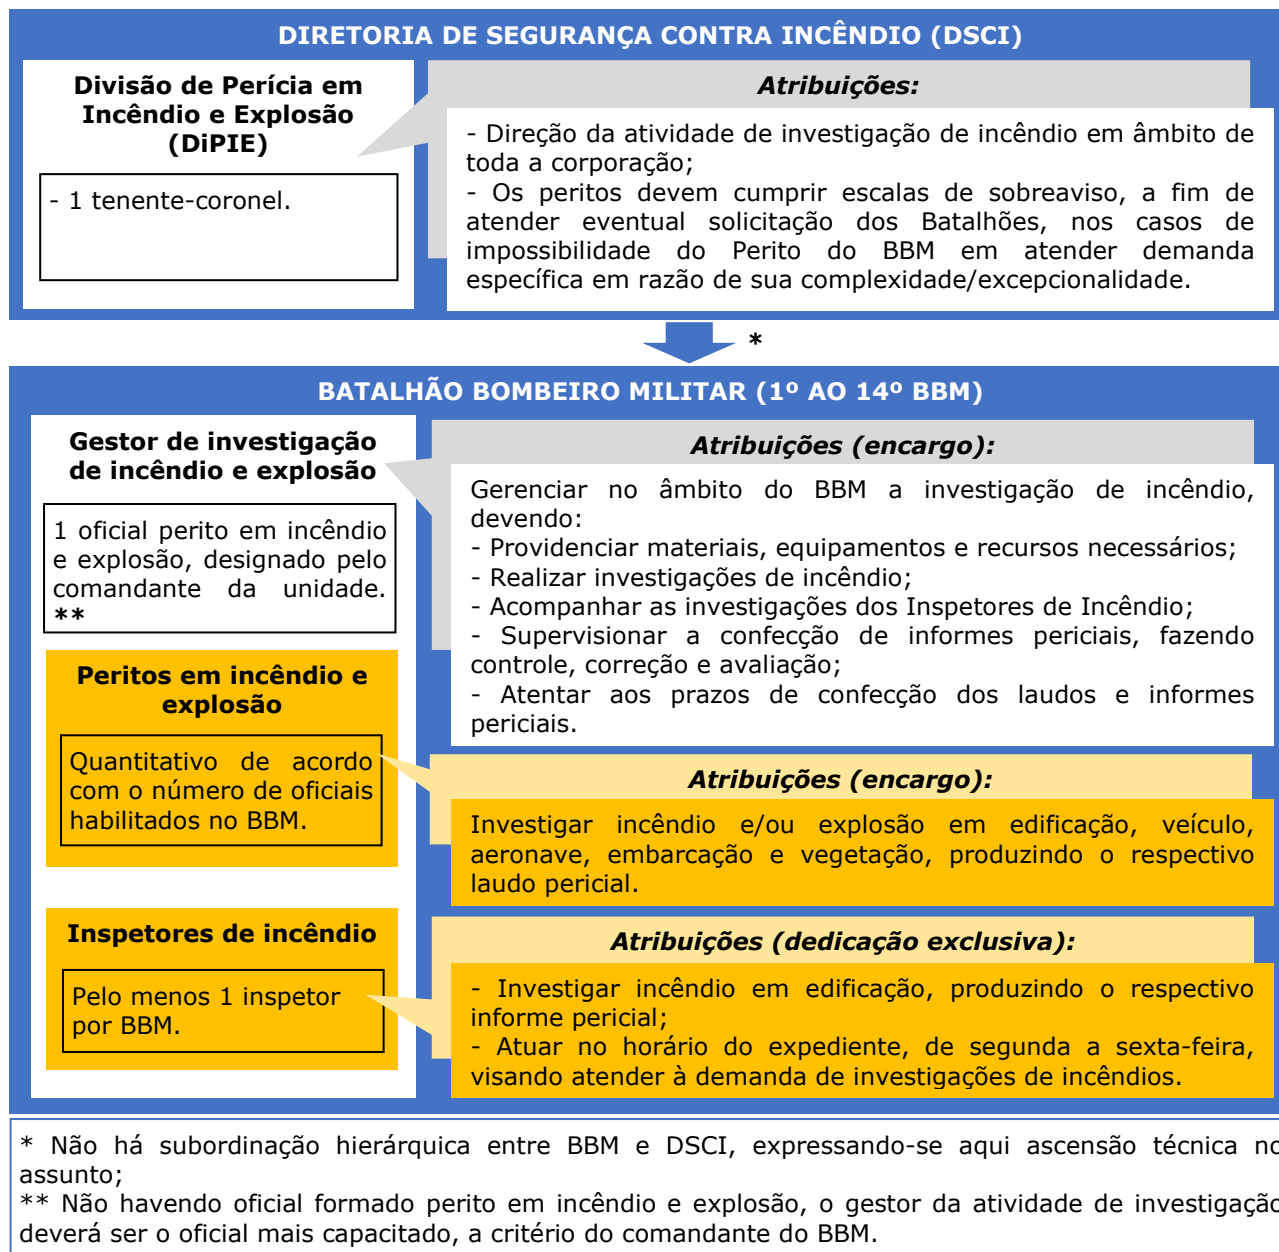 DIRETORIA DE SEGURANÇA CONTRA INCÊNDIO (DSCI)
Divisão de Perícia em
Incêndio e Explosão
(DiPIE)
- 1 tenente-coronel.
Atribuições:
- Direção da atividade de investigação de incêndio em âmbito de
toda a corporação;
- Os peritos devem cumprir escalas de sobreaviso, a fim de
atender eventual solicitação dos Batalhões, nos casos de
impossibilidade do Perito do BBM em atender demanda
específica em razão de sua complexidade/excepcionalidade.
*
BATALHÃO BOMBEIRO MILITAR (1º AO 14º BBM)
Gestor de investigação
de incêndio e explosão
1 oficial perito em incêndio
e explosão, designado pelo
comandante da unidade.
**
Atribuições (encargo):
Gerenciar no âmbito do BBM a investigação de incêndio,
devendo:
- Providenciar materiais, equipamentos e recursos necessários;
- Realizar investigações de incêndio;
- Acompanhar as investigações dos Inspetores de Incêndio;
- Supervisionar a confecção de informes periciais, fazendo
controle, correção e avaliação;
- Atentar aos prazos de confecção dos laudos e informes
periciais.
Peritos em incêndio e
explosão
Quantitativo de acordo
com o número de oficiais
habilitados no BBM.
Atribuições (encargo):
Investigar incêndio e/ou explosão em edificação, veículo,
aeronave, embarcação e vegetação, produzindo o respectivo
laudo pericial.
Inspetores de incêndio
Pelo menos 1 inspetor
por BBM.
Atribuições (dedicação exclusiva):
- Investigar incêndio em edificação, produzindo o respectivo
informe pericial;
- Atuar no horário do expediente, de segunda a sexta-feira,
visando atender à demanda de investigações de incêndios.
* Não há subordinação hierárquica entre BBM e DSCI, expressando-se aqui ascensão técnica no
assunto;
** Não havendo oficial formado perito em incêndio e explosão, o gestor da atividade de investigação
deverá ser o oficial mais capacitado, a critério do comandante do BBM.